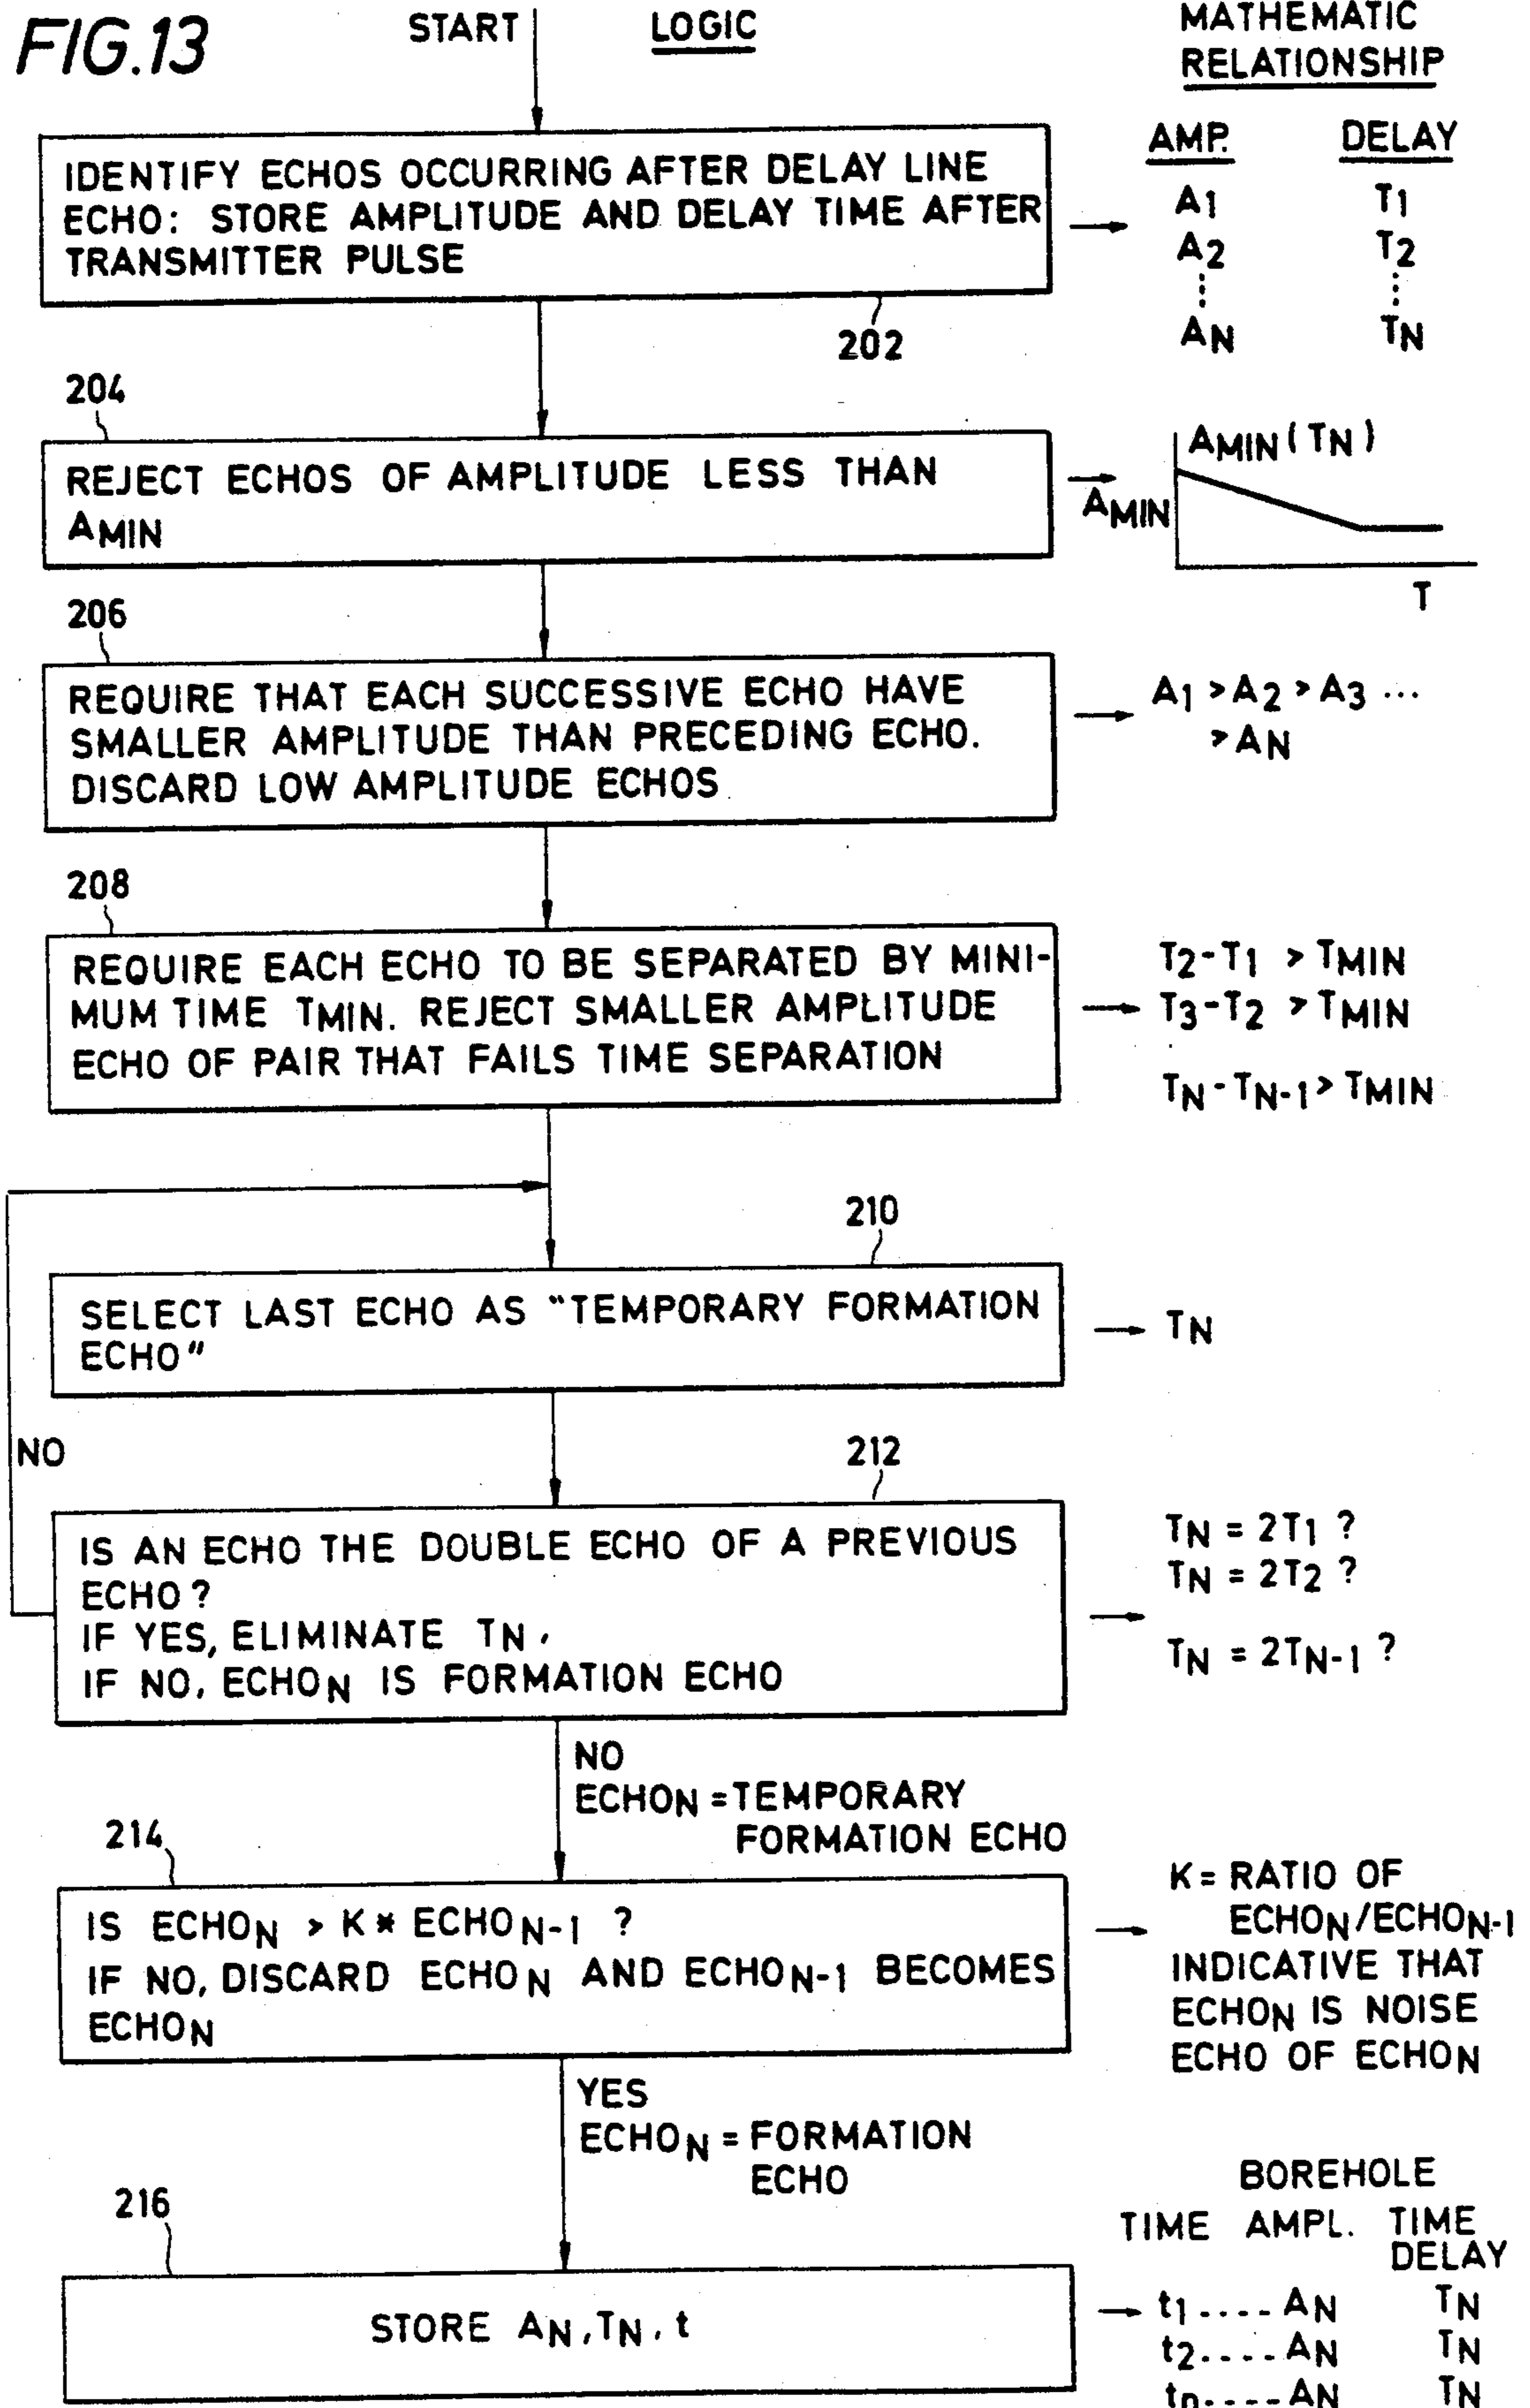 FIG.13
START
LOGIC
MATHEMATIC
RELATIONSHIP
IDENTIFY ECHOS OCCURRING AFTER DELAY LINE
ECHO: STORE AMPLITUDE AND DELAY TIME AFTER
TRANSMITTER PULSE
202
AMP. DELAY
A1 T1
A2 T2
AN TN
204
REJECT ECHOS OF AMPLITUDE LESS THAN
AMIN
AMIN (TN)
AMIN
T
206
REQUIRE THAT EACH SUCCESSIVE ECHO HAVE
SMALLER AMPLITUDE THAN PRECEDING ECHO.
DISCARD LOW AMPLITUDE ECHOS
A1 > A2 > A3 ...
> AN
208
REQUIRE EACH ECHO TO BE SEPARATED BY MINI-
MUM TIME TMIN. REJECT SMALLER AMPLITUDE
ECHO OF PAIR THAT FAILS TIME SEPARATION
T2-T1 > TMIN
T3-T2 > TMIN
TN-TN-1 > TMIN
210
SELECT LAST ECHO AS "TEMPORARY FORMATION
ECHO"
TN
NO
212
IS AN ECHO THE DOUBLE ECHO OF A PREVIOUS
ECHO?
IF YES, ELIMINATE TN.
IF NO, ECHON IS FORMATION ECHO
TN = 2T1 ?
TN = 2T2 ?
TN = 2TN-1 ?
NO
ECHON = TEMPORARY
FORMATION ECHO
214
IS ECHON > K * ECHON-1 ?
IF NO, DISCARD ECHON AND ECHON-1 BECOMES
ECHON
K = RATIO OF
ECHON/ECHON-1
INDICATIVE THAT
ECHON IS NOISE
ECHO OF ECHON
YES
ECHON = FORMATION
ECHO
216
STORE AN, TN, t
BOREHOLE
TIME AMPL. TIME
DELAY
t1 .... AN TN
t2.... AN TN
tn.... AN TN